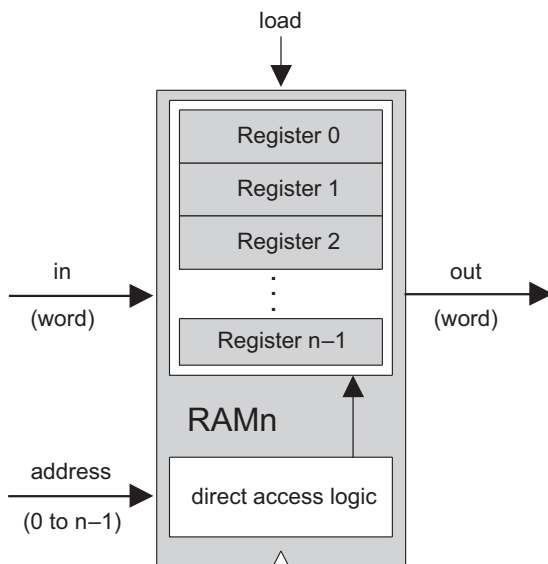 load
Register 0
Register 1
Register 2
in
(word)
out
(word)
Register n–1
RAMn
address
(0 to n–1)
direct access logic